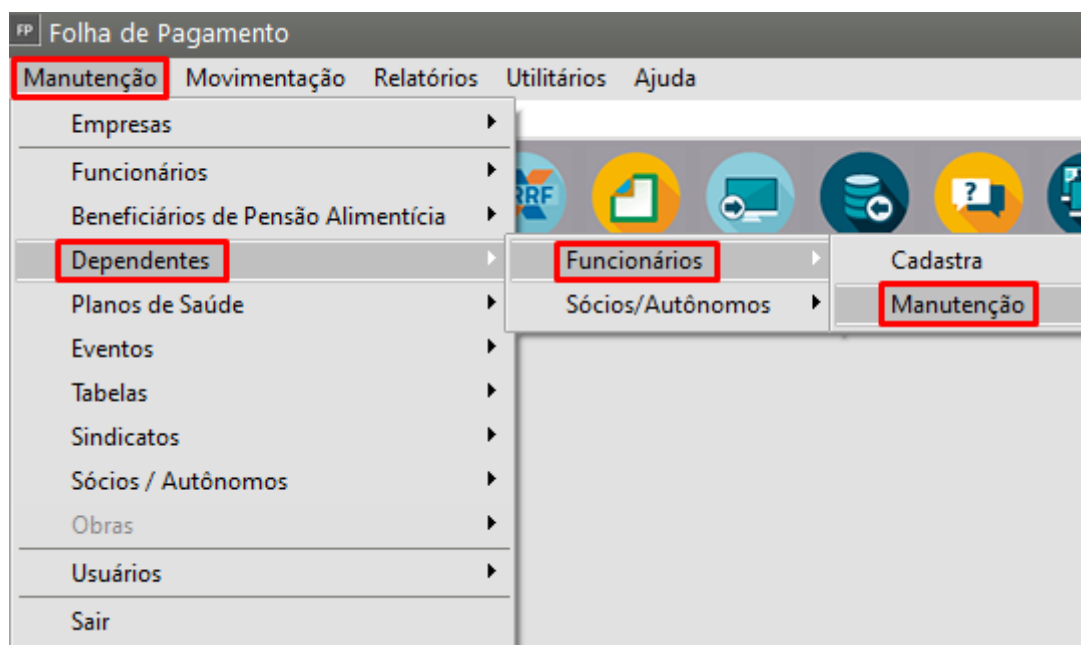 FP Folha de Pagamento
Manutenção Movimentação Relatórios Utilitários Ajuda
Empresas
Funcionários
Beneficiários de Pensão Alimentícia
Dependentes
Planos de Saúde
Eventos
Tabelas
Sindicatos
Sócios / Autônomos
Obras
Usuários
Sair
RRF
?
Funcionários
Sócios/Autônomos
Cadastra
Manutenção